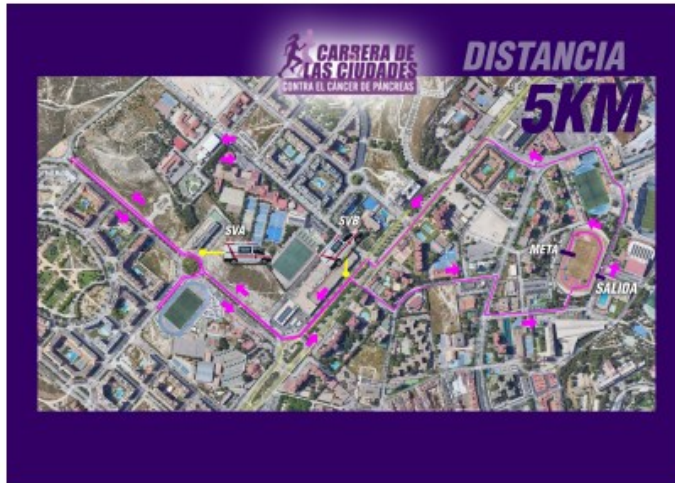 CARRERA DE
LAS CIUDADES
CONTRA EL CÁNCER DE PÁNCREAS
DISTANCIA
5KM
SVA
SVB
META
SALIDA